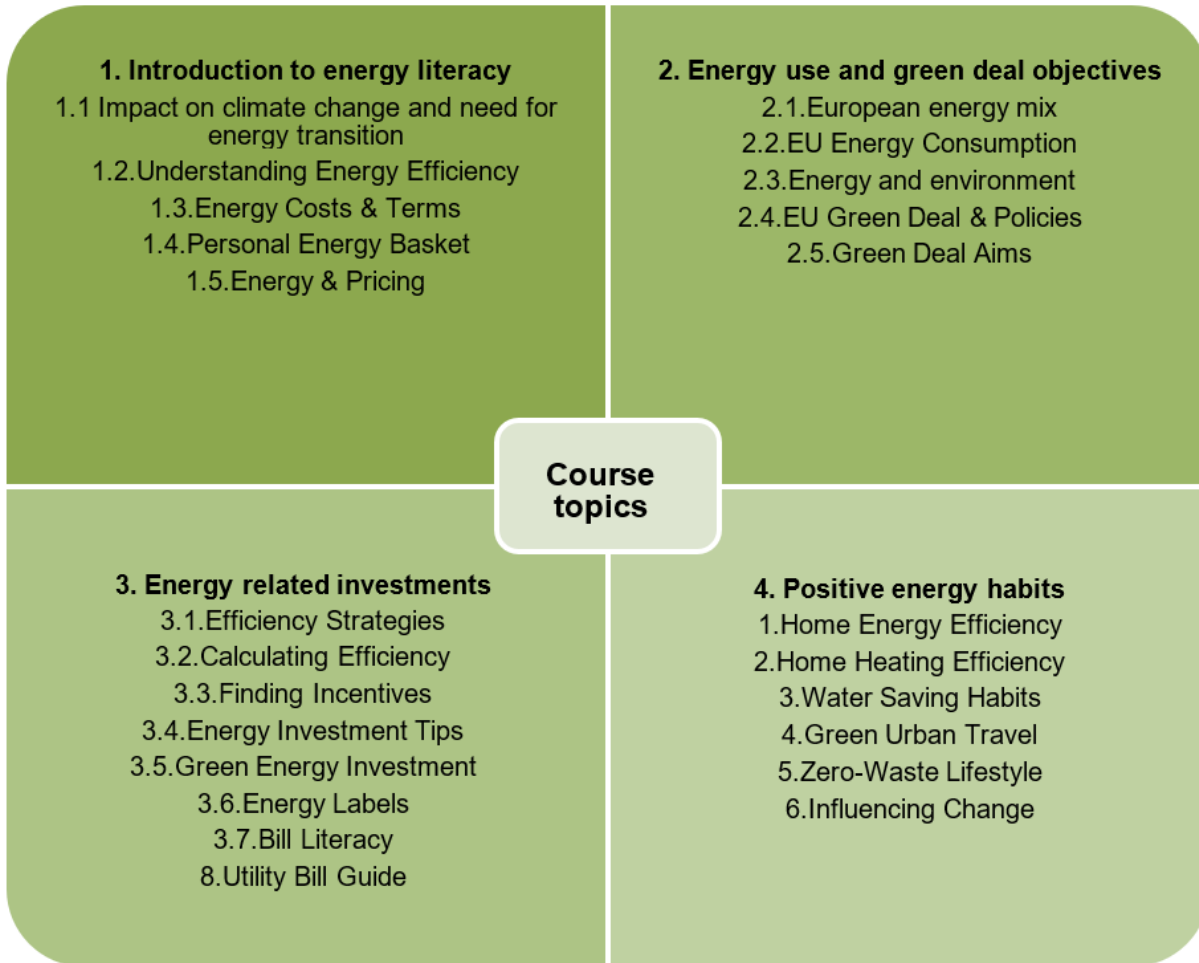 1. Introduction to energy literacy
1.1 Impact on climate change and need for
energy transition
1.2.Understanding Energy Efficiency
1.3.Energy Costs & Terms
1.4.Personal Energy Basket
1.5.Energy & Pricing
2. Energy use and green deal objectives
2.1.European energy mix
2.2.EU Energy Consumption
2.3.Energy and environment
2.4.EU Green Deal & Policies
2.5.Green Deal Aims
Course
topics
3. Energy related investments
3.1.Efficiency Strategies
3.2.Calculating Efficiency
3.3.Finding Incentives
3.4.Energy Investment Tips
3.5.Green Energy Investment
3.6.Energy Labels
3.7.Bill Literacy
8.Utility Bill Guide
4. Positive energy habits
1.Home Energy Efficiency
2.Home Heating Efficiency
3.Water Saving Habits
4.Green Urban Travel
5.Zero-Waste Lifestyle
6.Influencing Change